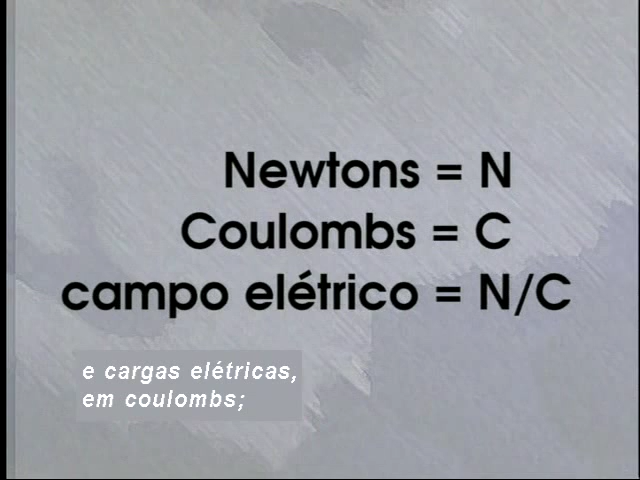 Newtons = N
Coulombs = C
campo elétrico = N/C
e cargas elétricas,
em coulombs;